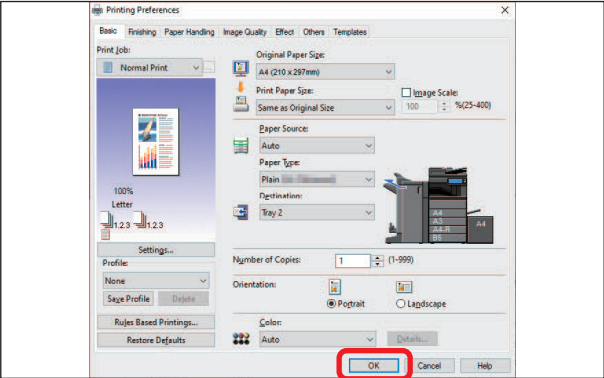 Printing Preferences
Basic Finishing Paper Handling Image Quality Effect Others Templates
Print Job:
Normal Print
100%
Letter
1,2,3 1,2,3
Settings...
Profile:
None
Save Profile Delete
Rules Based Printings...
Restore Defaults
Original Paper Size:
A4 (210 x 297mm)
Print Paper Size:
Same as Original Size
Image Scale:
100 %(25-400)
Paper Source:
Auto
Paper Type:
Plain
Destination:
Tray 2
A4
A3
A4-R
B5
A4
Number of Copies: 1 (1-999)
Orientation:
Portrait Landscape
Color:
Auto Details...
OK Cancel Help